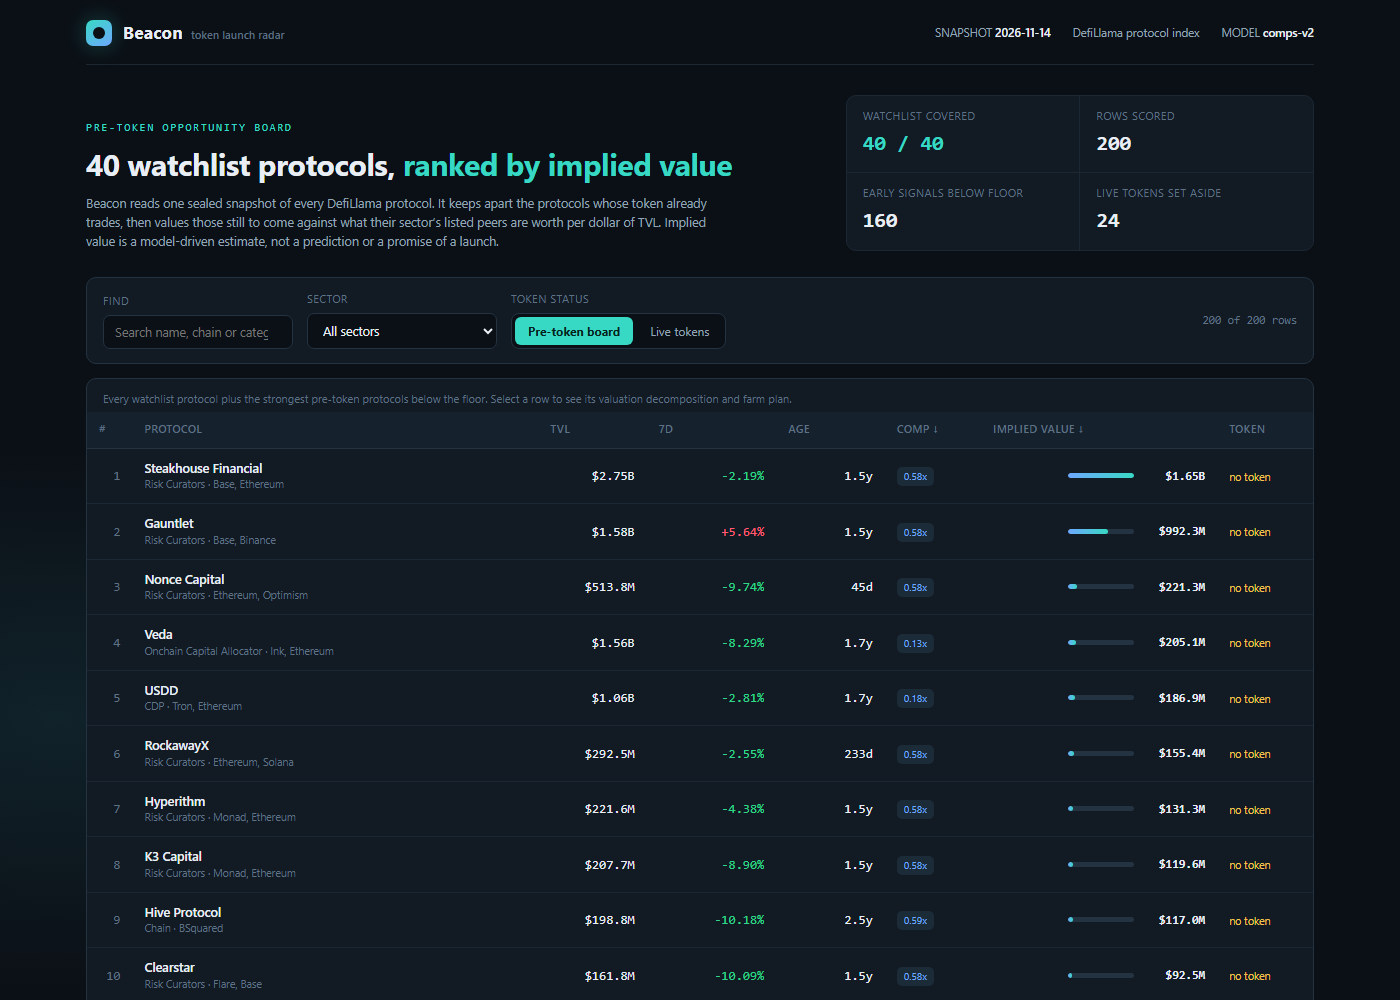 Beacon token launch radar
SNAPSHOT 2026-11-14 DefiLlama protocol index MODEL comps-v2
PRE-TOKEN OPPORTUNITY BOARD
40 watchlist protocols, ranked by implied value
Beacon reads one sealed snapshot of every DefiLlama protocol. It keeps apart the protocols whose token already
trades, then values those still to come against what their sector's listed peers are worth per dollar of TVL. Implied
value is a model-driven estimate, not a prediction or a promise of a launch.
WATCHLIST COVERED
40 / 40
ROWS SCORED
200
EARLY SIGNALS BELOW FLOOR
160
LIVE TOKENS SET ASIDE
24
FIND
Search name, chain or categ
SECTOR
All sectors
TOKEN STATUS
Pre-token board Live tokens
200 of 200 rows
Every watchlist protocol plus the strongest pre-token protocols below the floor. Select a row to see its valuation decomposition and farm plan.
# PROTOCOL TVL 7D AGE COMP ↓ IMPLIED VALUE ↓ TOKEN
1 Steakhouse Financial $2.75B -2.19% 1.5y 0.58x $1.65B no token
Risk Curators · Base, Ethereum
2 Gauntlet $1.58B +5.64% 1.5y 0.58x $992.3M no token
Risk Curators · Base, Binance
3 Nonce Capital $513.8M -9.74% 45d 0.58x $221.3M no token
Risk Curators · Ethereum, Optimism
4 Veda $1.56B -8.29% 1.7y 0.13x $205.1M no token
Onchain Capital Allocator · Ink, Ethereum
5 USDD $1.06B -2.81% 1.7y 0.18x $186.9M no token
CDP · Tron, Ethereum
6 RockawayX $292.5M -2.55% 233d 0.58x $155.4M no token
Risk Curators · Ethereum, Solana
7 Hyperithm $221.6M -4.38% 1.5y 0.58x $131.3M no token
Risk Curators · Monad, Ethereum
8 K3 Capital $207.7M -8.90% 1.5y 0.58x $119.6M no token
Risk Curators · Monad, Ethereum
9 Hive Protocol $198.8M -10.18% 2.5y 0.59x $117.0M no token
Chain · BSquared
10 Clearstar $161.8M -10.09% 1.5y 0.58x $92.5M no token
Risk Curators · Flare, Base